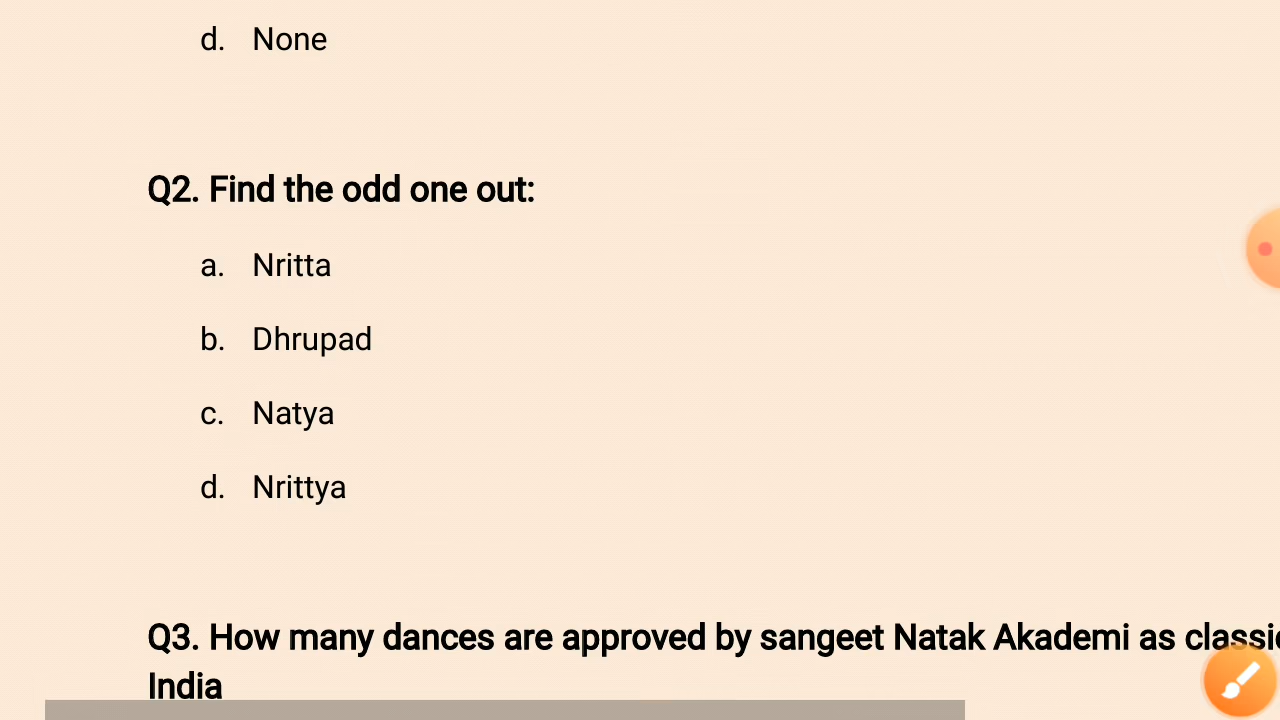 d. None
Q2. Find the odd one out:
a. Nritta
b. Dhrupad
c. Natya
d. Nrittya
Q3. How many dances are approved by sangeet Natak Akademi as
India